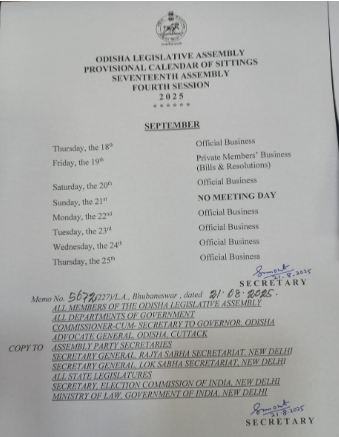 ODISHA LEGISLATIVE ASSEMBLY
PROVISIONAL CALENDAR OF SITTINGS
SEVENTEENTH ASSEMBLY
FOURTH SESSION
2025
******
SEPTEMBER
Thursday, the 18th Official Business
Friday, the 19th Private Members' Business
(Bills & Resolutions)
Saturday, the 20th Official Business
Sunday, the 21st NO MEETING DAY
Monday, the 22nd Official Business
Tuesday, the 23rd Official Business
Wednesday, the 24th Official Business
Thursday, the 25th Official Business
21-8-2025
SECRETARY
Memo No. 5672(227)/L.A., Bhubaneswar, dated 21-08-2025.
ALL MEMBERS OF THE ODISHA LEGISLATIVE ASSEMBLY
ALL DEPARTMENTS OF GOVERNMENT
COMMISSIONER-CUM- SECRETARY TO GOVERNOR, ODISHA
ADVOCATE GENERAL, ODISHA, CUTTACK
COPY TO ASSEMBLY PARTY SECRETARIES
SECRETARY GENERAL, RAJYA SABHA SECRETARIAT, NEW DELHI
SECRETARY GENERAL, LOK SABHA SECRETARIAT, NEW DELHI
ALL STATE LEGISLATURES
SECRETARY, ELECTION COMMISSION OF INDIA, NEW DELHI
MINISTRY OF LAW, GOVERNMENT OF INDIA, NEW DELHI
21-8-2025
SECRETARY